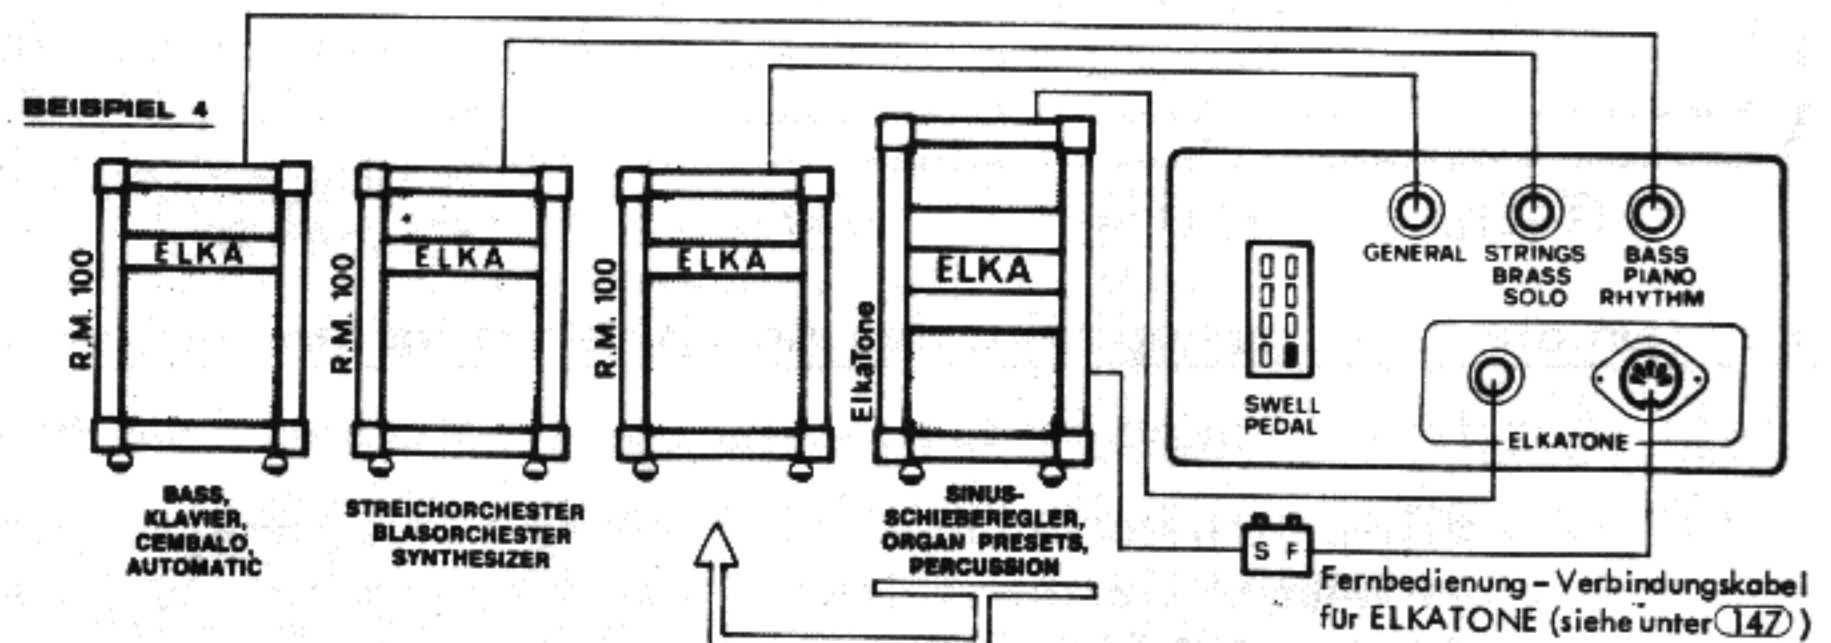 BEISPIEL 4
R.M. 100
ELKA
BASS,
KLAVIER,
CEMBALO,
AUTOMATIC
R.M. 100
ELKA
STREICHORCHESTER
BLASORCHESTER
SYNTHESIZER
R.M. 100
ELKA
ElkaTone
ELKA
SINUS-
SCHIEBEREGLER,
ORGAN PRESETS,
PERCUSSION
GENERAL
STRINGS
BRASS
SOLO
BASS
PIANO
RHYTHM
SWELL
PEDAL
ELKATONE
S F
Fernbedienung – Verbindungskabel
für ELKATONE (siehe unter 147 )